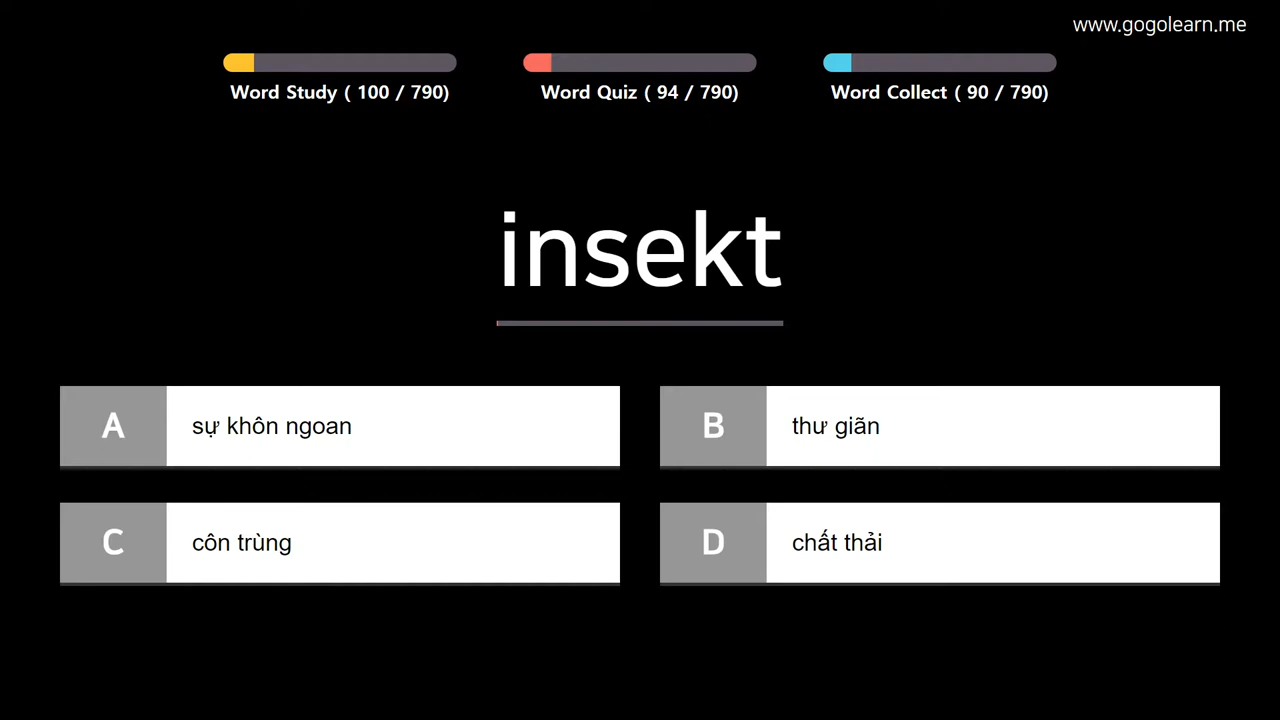 www.gogolearn.me
Word Study ( 100 / 790)
Word Quiz ( 94 / 790)
Word Collect ( 90 / 790)
insekt
A sự khôn ngoan
B thư giãn
C côn trùng
D chất thải